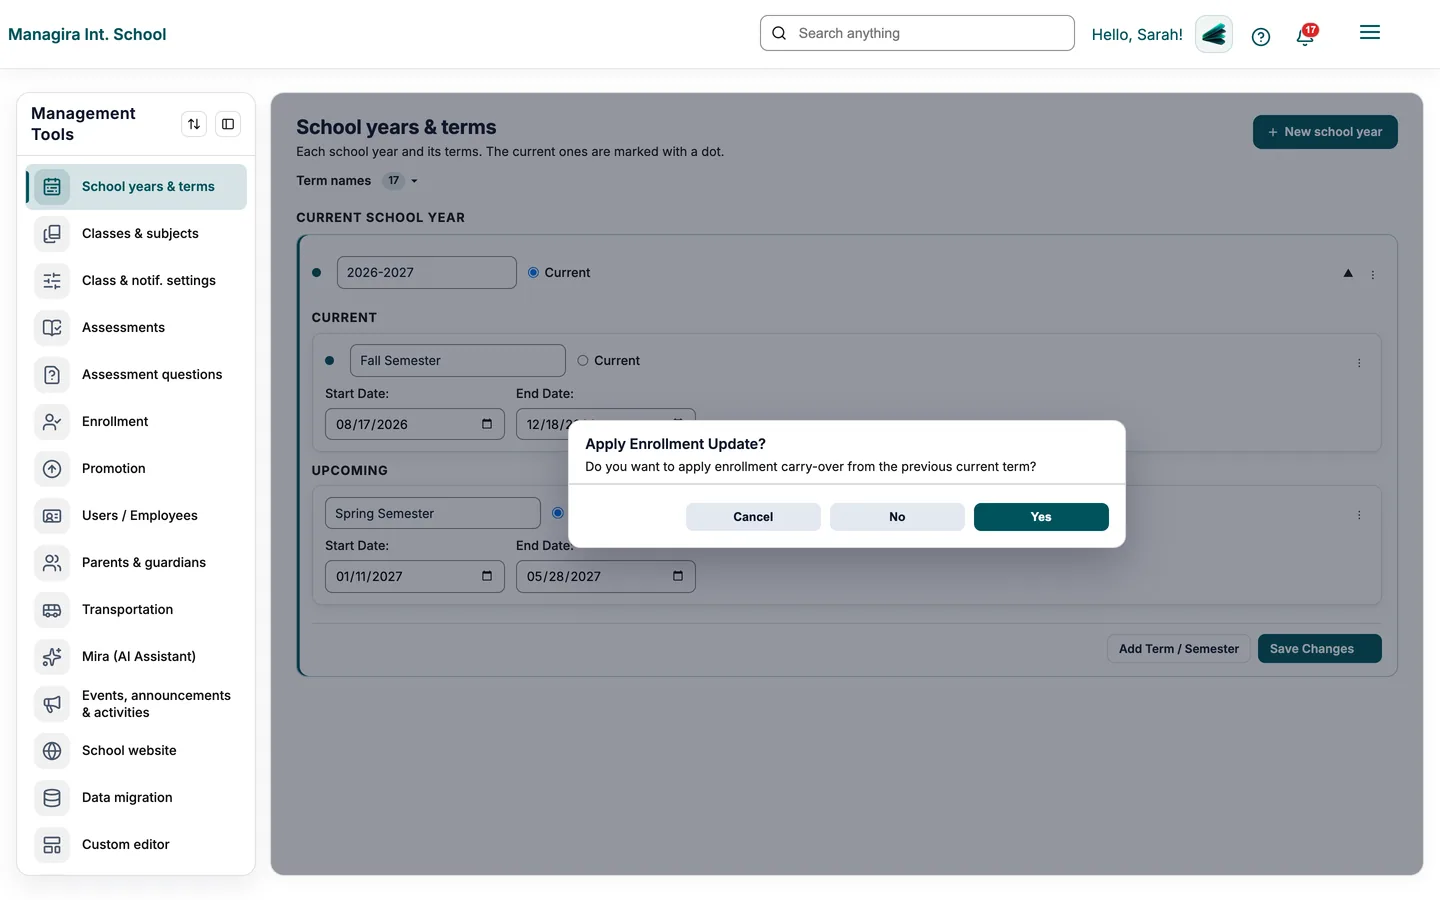 Managira Int. School
Search anything
Hello, Sarah!
17
Management
Tools
School years & terms
Classes & subjects
Class & notif. settings
Assessments
Assessment questions
Enrollment
Promotion
Users / Employees
Parents & guardians
Transportation
Mira (AI Assistant)
Events, announcements
& activities
School website
Data migration
Custom editor
School years & terms
Each school year and its terms. The current ones are marked with a dot.
+ New school year
Term names 17
CURRENT SCHOOL YEAR
2026-2027 Current
CURRENT
Fall Semester Current
Start Date: End Date:
08/17/2026 12/18/
UPCOMING
Spring Semester
Start Date: End Date:
01/11/2027 05/28/2027
Add Term / Semester Save Changes
Apply Enrollment Update?
Do you want to apply enrollment carry-over from the previous current term?
Cancel No Yes